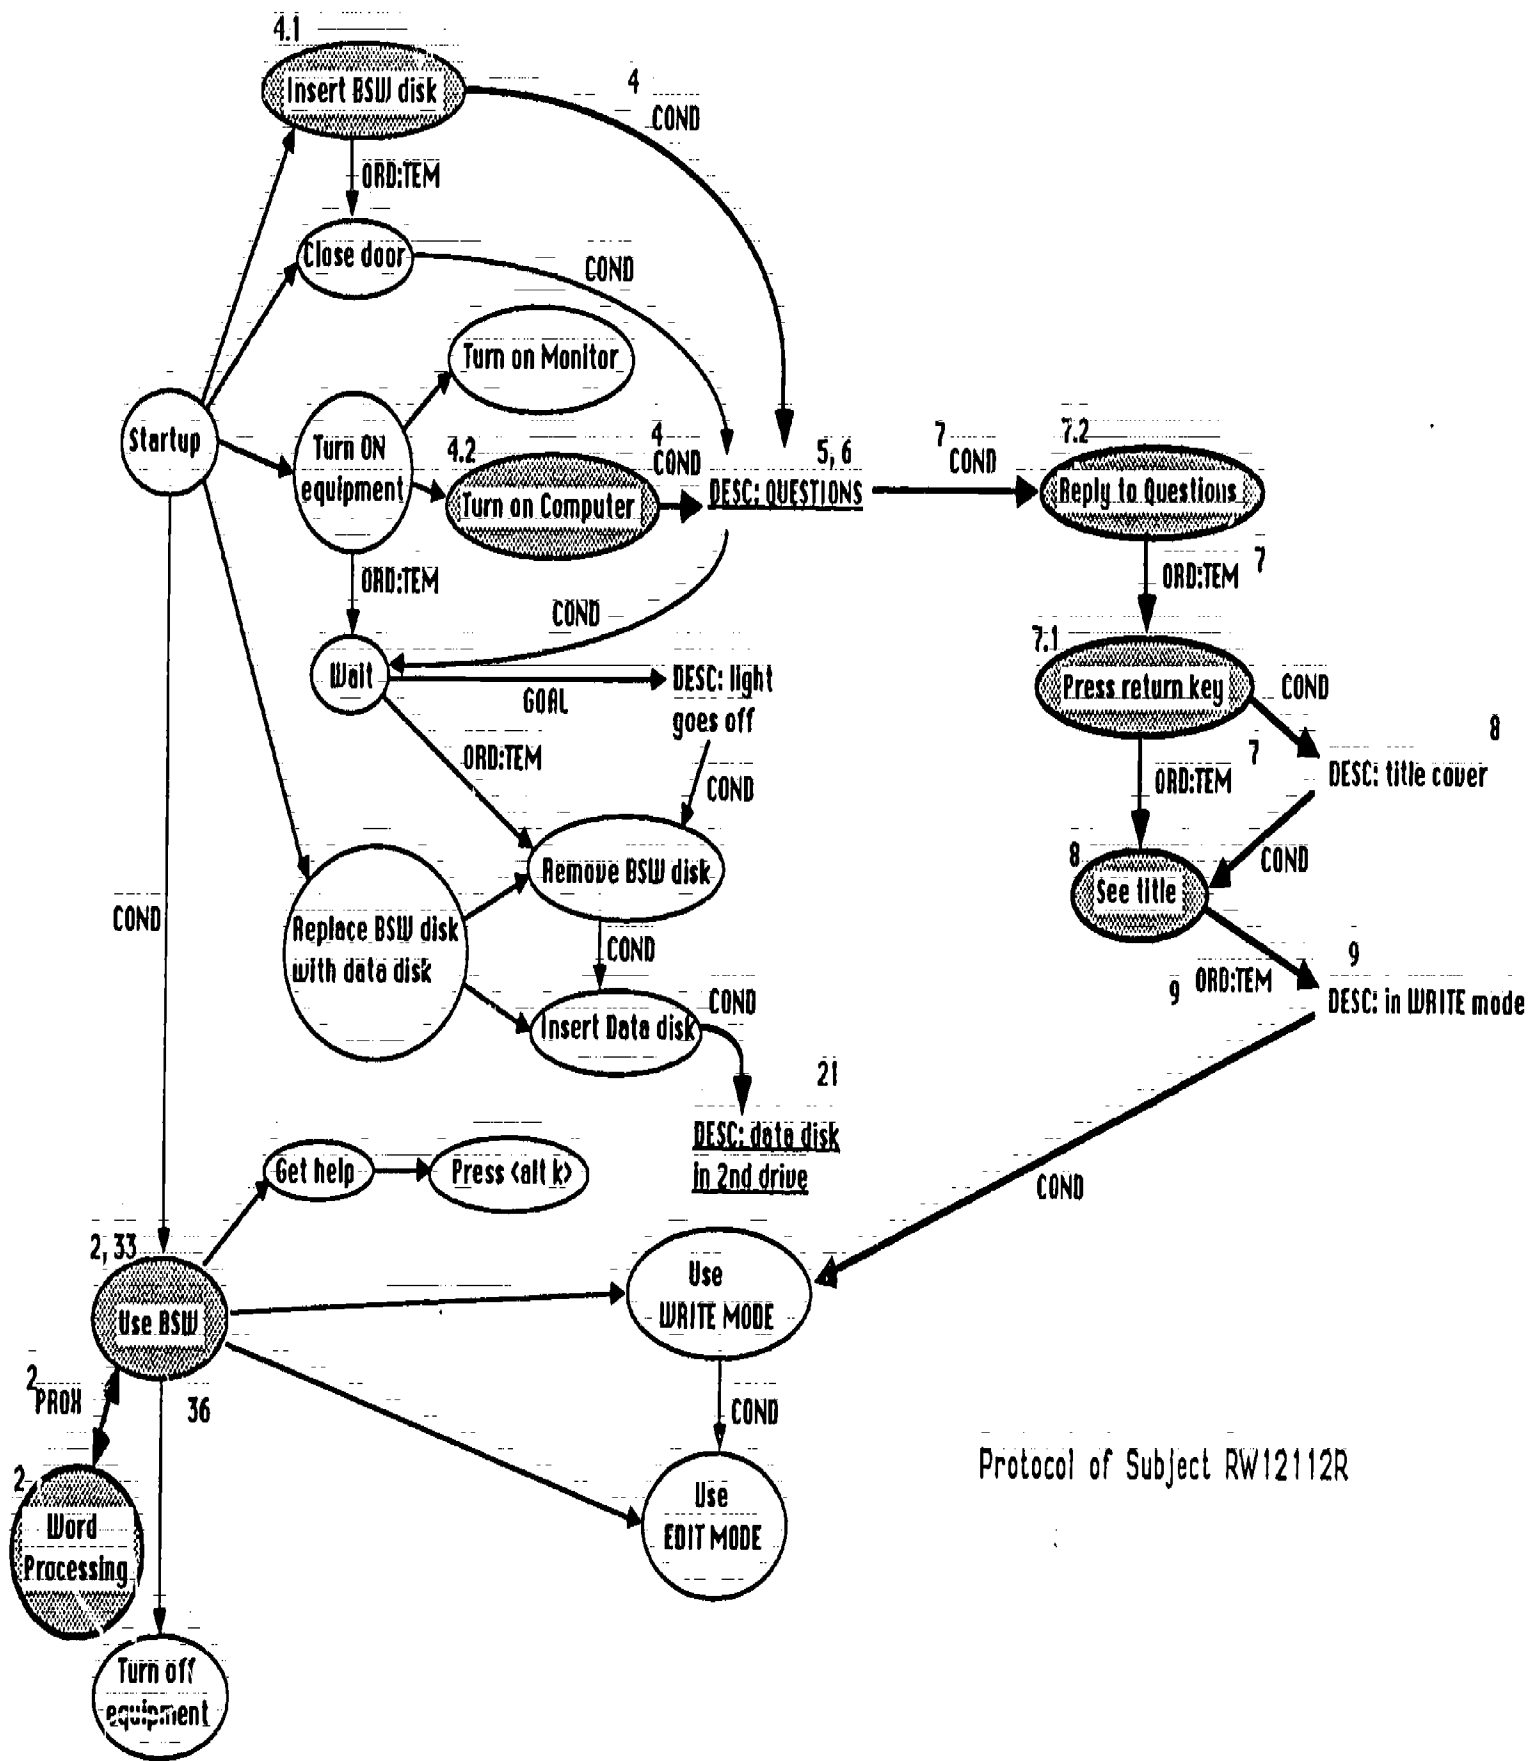 4.1
Insert BSW disk
4
COND
ORD:TEM
Close door
COND
Turn on Monitor
Startup
Turn ON
equipment
4.2
Turn on Computer
4
COND
5, 6
DESC: QUESTIONS
7
COND
7.2
Reply to Questions
ORD:TEM
COND
ORD:TEM 7
Wait
GOAL
DESC: light
goes off
7.1
Press return key
COND
ORD:TEM
COND
7
ORD:TEM
8
DESC: title cover
Remove BSW disk
8
See title
COND
COND
Replace BSW disk
with data disk
COND
9
ORD:TEM
9
DESC: in WRITE mode
Insert Data disk
COND
21
DESC: data disk
in 2nd drive
Get help
Press <alt k>
COND
2, 33
Use BSW
Use
WRITE MODE
2
PROX
36
COND
2
Word
Processing
Use
EDIT MODE
Protocol of Subject RW12112R
Turn off
equipment